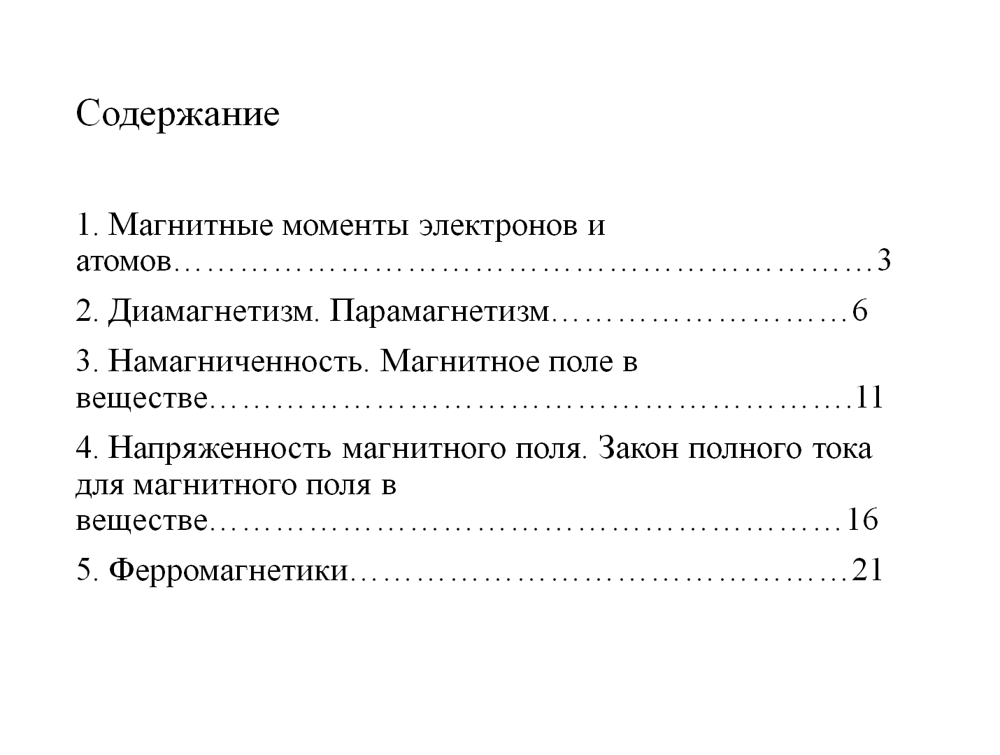 Содержание
1. Магнитные моменты электронов и
атомов………………………………………………………3
2. Диамагнетизм. Парамагнетизм………………………6
3. Намагниченность. Магнитное поле в
веществе………………………………………………….11
4. Напряженность магнитного поля. Закон полного тока
для магнитного поля в
веществе…………………………………………………16
5. Ферромагнетики………………………………………21